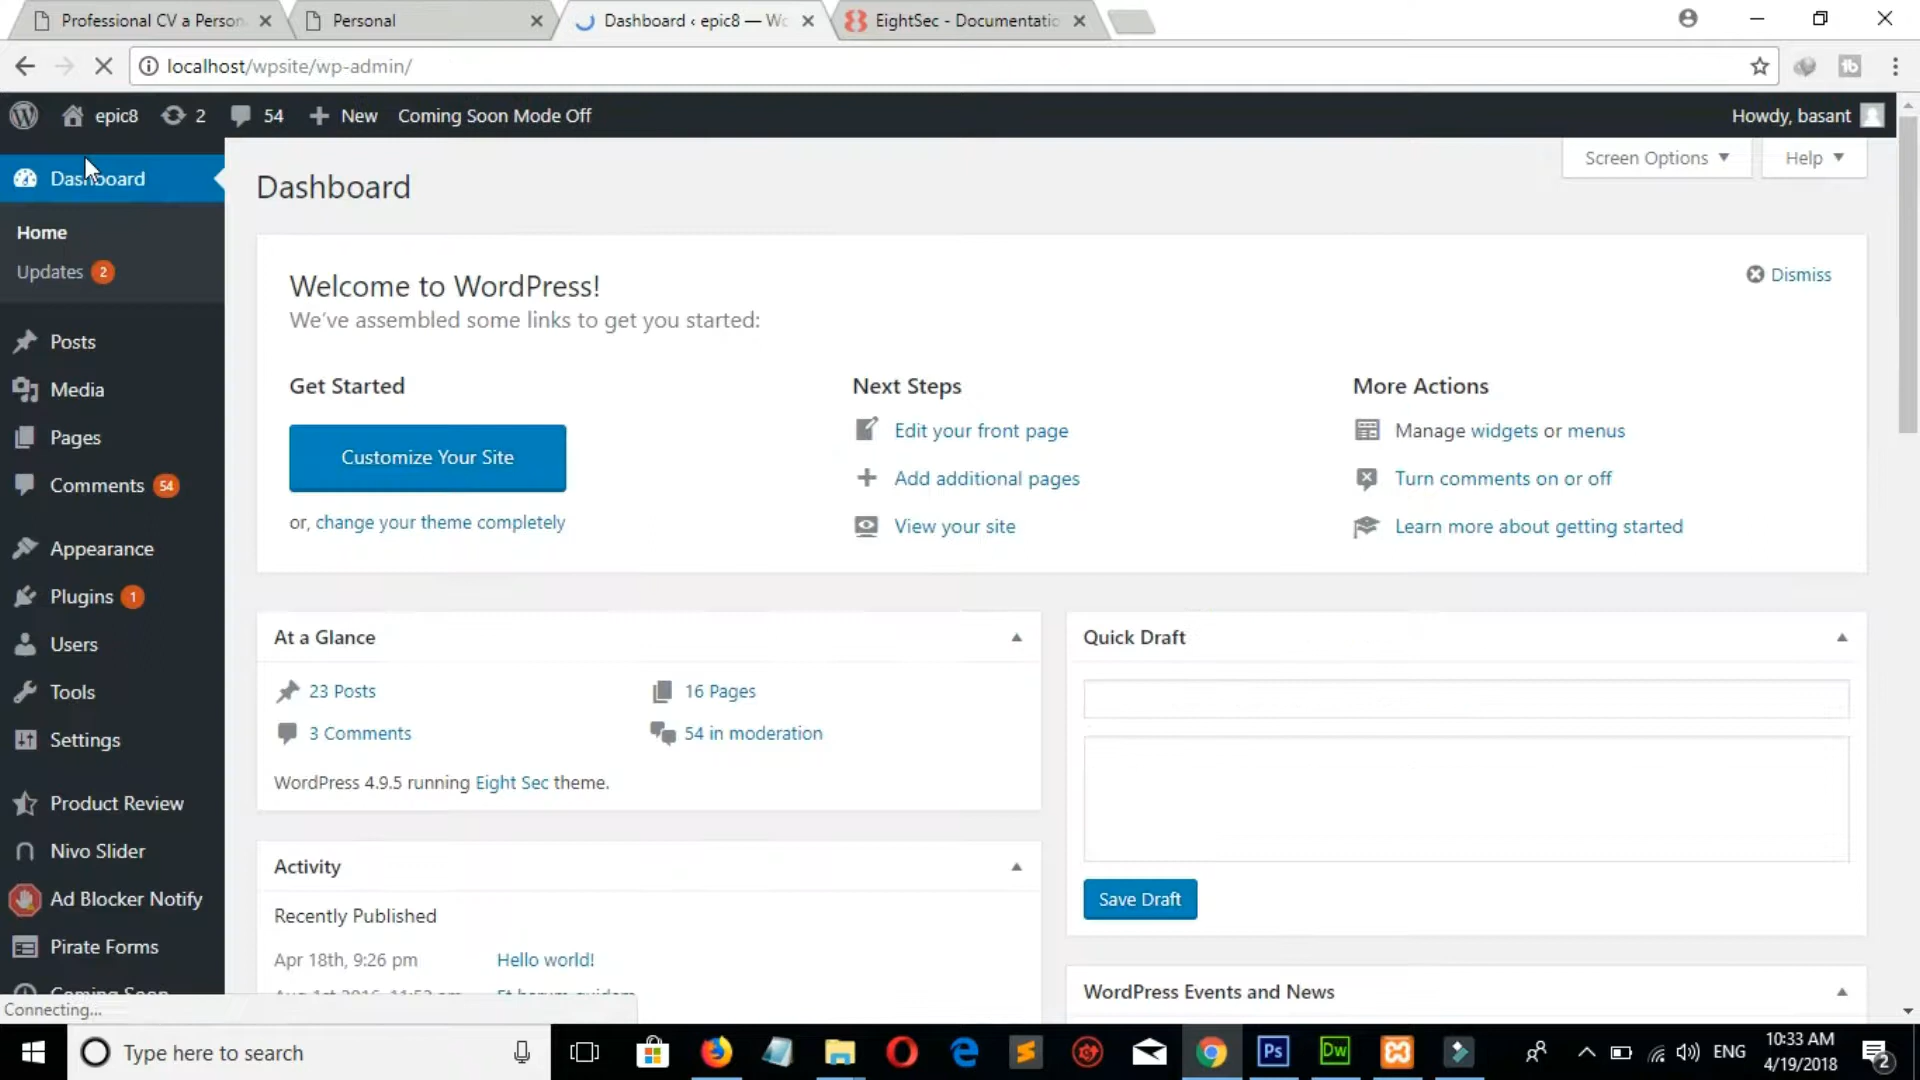 Professional CV a Person
Personal
Dashboard ‹ epic8 — Wo
EightSec - Documentatio
localhost/wpsite/wp-admin/
epic8
2
54
New
Coming Soon Mode Off
Howdy, basant
Dashboard
Home
Updates 2
Posts
Media
Pages
Comments 54
Appearance
Plugins 1
Users
Tools
Settings
Product Review
Nivo Slider
Ad Blocker Notify
Pirate Forms
Coming Soon
Connecting...
Screen Options
Help
Dashboard
Welcome to WordPress!
We've assembled some links to get you started:
Dismiss
Get Started
Customize Your Site
or, change your theme completely
Next Steps
Edit your front page
Add additional pages
View your site
More Actions
Manage widgets or menus
Turn comments on or off
Learn more about getting started
At a Glance
23 Posts
16 Pages
3 Comments
54 in moderation
WordPress 4.9.5 running Eight Sec theme.
Activity
Recently Published
Apr 18th, 9:26 pm
Hello world!
Quick Draft
Save Draft
WordPress Events and News
Type here to search
Ps
Dw
ENG
10:33 AM
4/19/2018
2